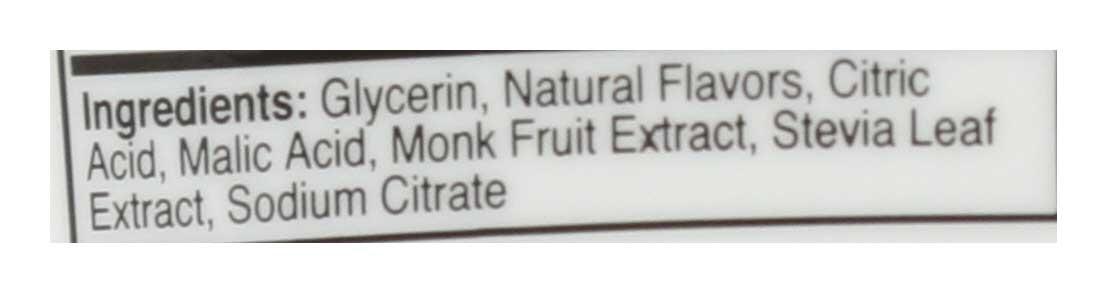 Ingredients: Glycerin, Natural Flavors, Citric
Acid, Malic Acid, Monk Fruit Extract, Stevia Leaf
Extract, Sodium Citrate